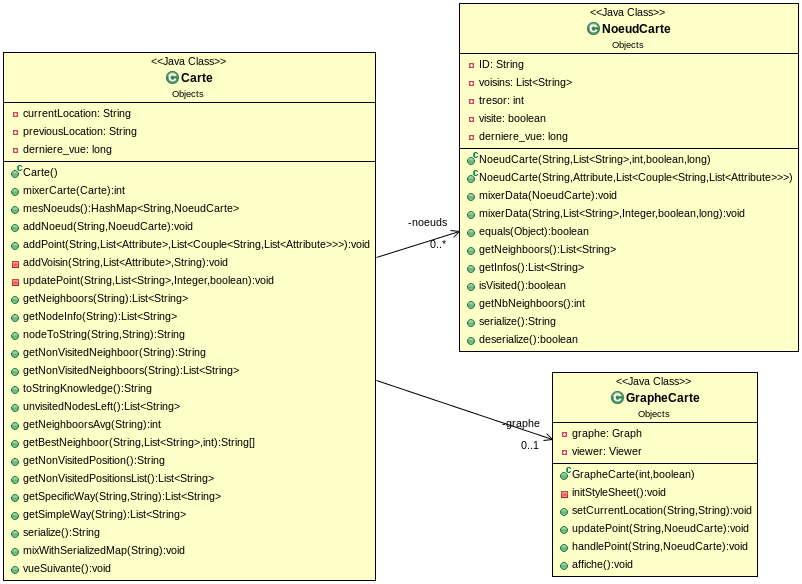 <<Java Class>>
Carte
Objects
currentLocation: String
previousLocation: String
derniere_vue: long
Carte()
mixerCarte(Carte):int
mesNoeuds():HashMap<String,NoeudCarte>
addNoeud(String,NoeudCarte):void
addPoint(String,List<Attribute>,List<Couple<String,List<Attribute>>>):void
addVoisin(String,List<Attribute>,String):void
updatePoint(String,List<String>,Integer,boolean):void
getNeighboors(String):List<String>
getNodeInfo(String):List<String>
nodeToString(String,String):String
getNonVisitedNeighboor(String):String
getNonVisitedNeighboors(String):List<String>
toStringKnowledge():String
unvisitedNodesLeft():List<String>
getNeighboorsAvg(String):int
getBestNeighboor(String,List<String>,int):String[]
getNonVisitedPosition():String
getNonVisitedPositionsList():List<String>
getSpecificWay(String,String):List<String>
getSimpleWay(String):List<String>
serialize():String
mixWithSerializedMap(String):void
vueSuivante():void
-noeuds
0..*
-graphe
0..1
<<Java Class>>
NoeudCarte
Objects
ID: String
voisins: List<String>
tresor: int
visite: boolean
derniere_vue: long
NoeudCarte(String,List<String>,int,boolean,long)
NoeudCarte(String,Attribute,List<Couple<String,List<Attribute>>>)
mixerData(NoeudCarte):void
mixerData(String,List<String>,Integer,boolean,long):void
equals(Object):boolean
getNeighboors():List<String>
getInfos():List<String>
isVisited():boolean
getNbNeighboors():int
serialize():String
deserialize():boolean
<<Java Class>>
GrapheCarte
Objects
graphe: Graph
viewer: Viewer
GrapheCarte(int,boolean)
initStyleSheet():void
setCurrentLocation(String,String):void
updatePoint(String,NoeudCarte):void
handlePoint(String,NoeudCarte):void
affiche():void